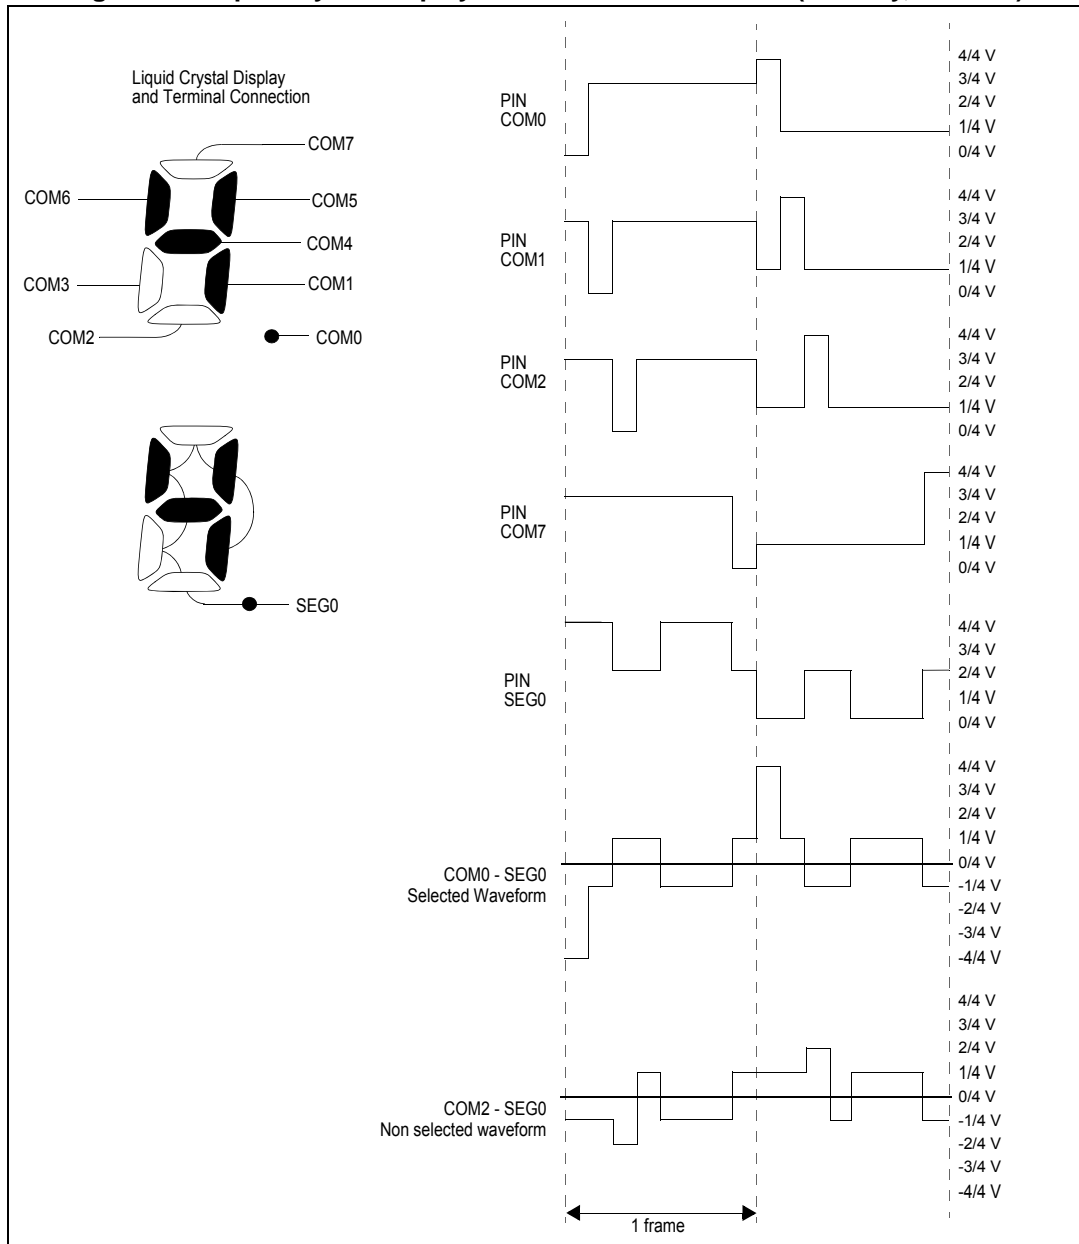 Liquid Crystal Display
and Terminal Connection
COM7
COM6
COM5
COM4
COM3
COM1
COM2
COM0
SEG0
PIN
COM0
4/4 V
3/4 V
2/4 V
1/4 V
0/4 V
PIN
COM1
4/4 V
3/4 V
2/4 V
1/4 V
0/4 V
PIN
COM2
4/4 V
3/4 V
2/4 V
1/4 V
0/4 V
PIN
COM7
4/4 V
3/4 V
2/4 V
1/4 V
0/4 V
PIN
SEG0
4/4 V
3/4 V
2/4 V
1/4 V
0/4 V
COM0 - SEG0
Selected Waveform
4/4 V
3/4 V
2/4 V
1/4 V
0/4 V
-1/4 V
-2/4 V
-3/4 V
-4/4 V
COM2 - SEG0
Non selected waveform
4/4 V
3/4 V
2/4 V
1/4 V
0/4 V
-1/4 V
-2/4 V
-3/4 V
-4/4 V
1 frame